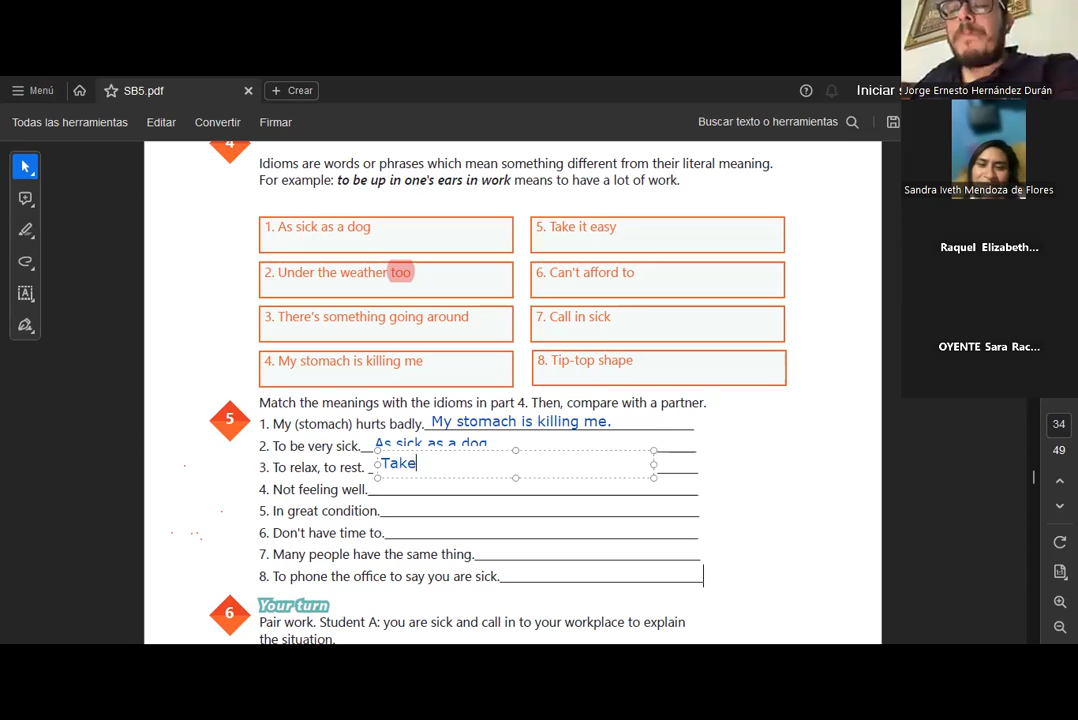 Jorge Ernesto Hernández Durán
Menú
SB5.pdf
Crear
Iniciar
Todas las herramientas
Editar
Convertir
Firmar
Buscar texto o herramientas
Sandra Iveth Mendoza de Flores
Raquel Elizabeth...
OYENTE Sara Rac...
4
Idioms are words or phrases which mean something different from their literal meaning.
For example: to be up in one's ears in work means to have a lot of work.
1. As sick as a dog
5. Take it easy
2. Under the weather too
6. Can't afford to
3. There's something going around
7. Call in sick
4. My stomach is killing me
8. Tip-top shape
5
Match the meanings with the idioms in part 4. Then, compare with a partner.
1. My (stomach) hurts badly. My stomach is killing me.
2. To be very sick. As sick as a dog
3. To relax, to rest. Take
4. Not feeling well.
5. In great condition.
6. Don't have time to.
7. Many people have the same thing.
8. To phone the office to say you are sick.
6
Your turn
Pair work. Student A: you are sick and call in to your workplace to explain
the situation.
34
49